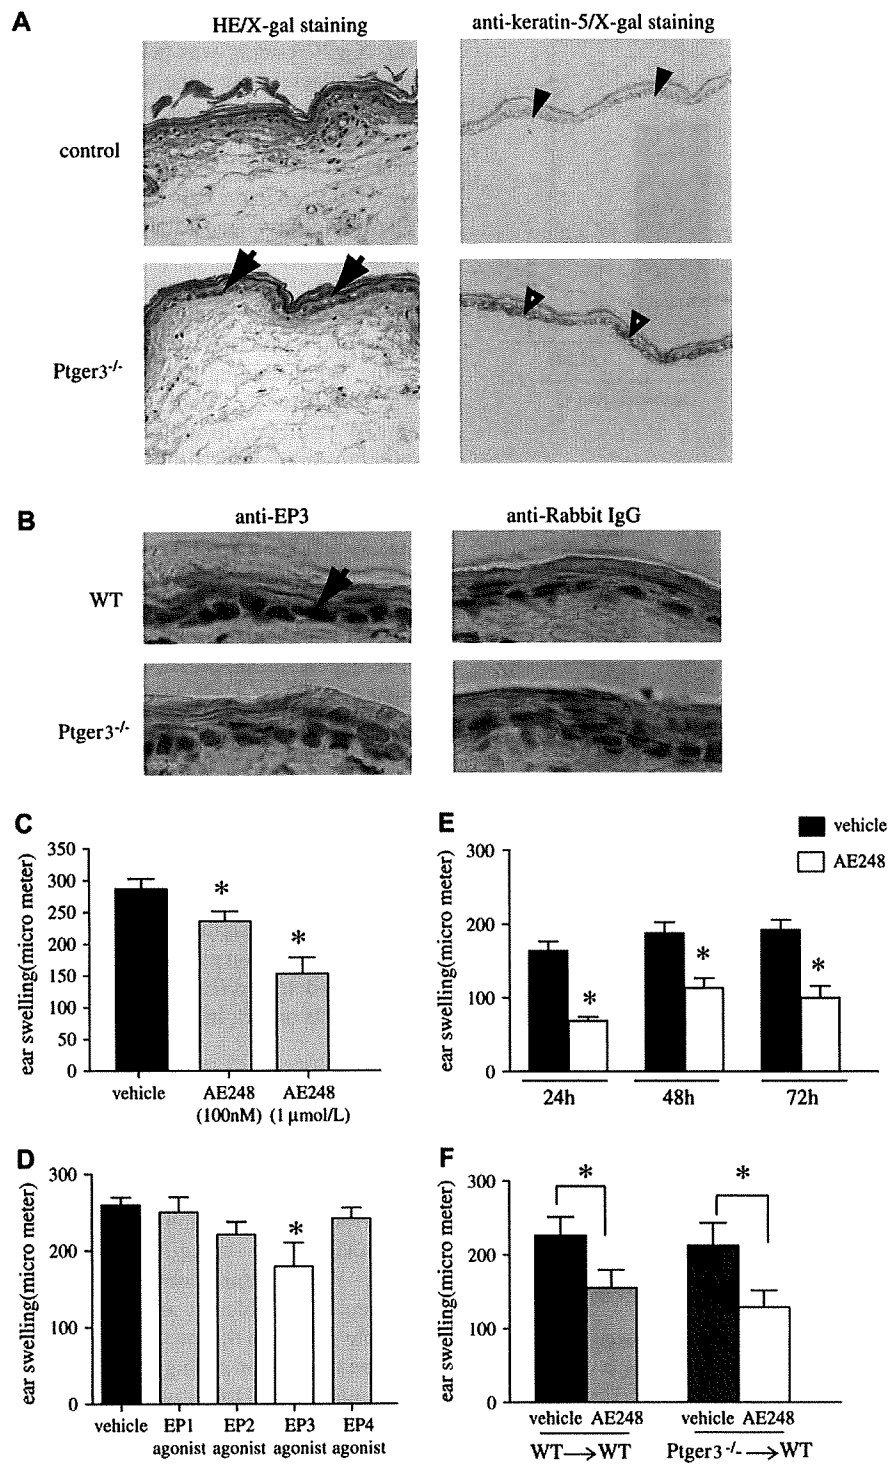 A
HE/X-gal staining
anti-keratin-5/X-gal staining
control
Ptger3-/-
B
anti-EP3
anti-Rabbit IgG
WT
Ptger3-/-
C
ear swelling(micro meter)
350
300
250
200
150
100
50
0
*
*
vehicle
AE248
(100nM)
AE248
(1 μmol/L)
E
vehicle
AE248
ear swelling(micro meter)
300
200
100
0
*
*
*
24h
48h
72h
D
ear swelling(micro meter)
300
200
100
0
*
vehicle
EP1
agonist
EP2
agonist
EP3
agonist
EP4
agonist
F
ear swelling(micro meter)
300
200
100
0
*
*
vehicle AE248
vehicle AE248
WT→WT
Ptger3-/-→WT